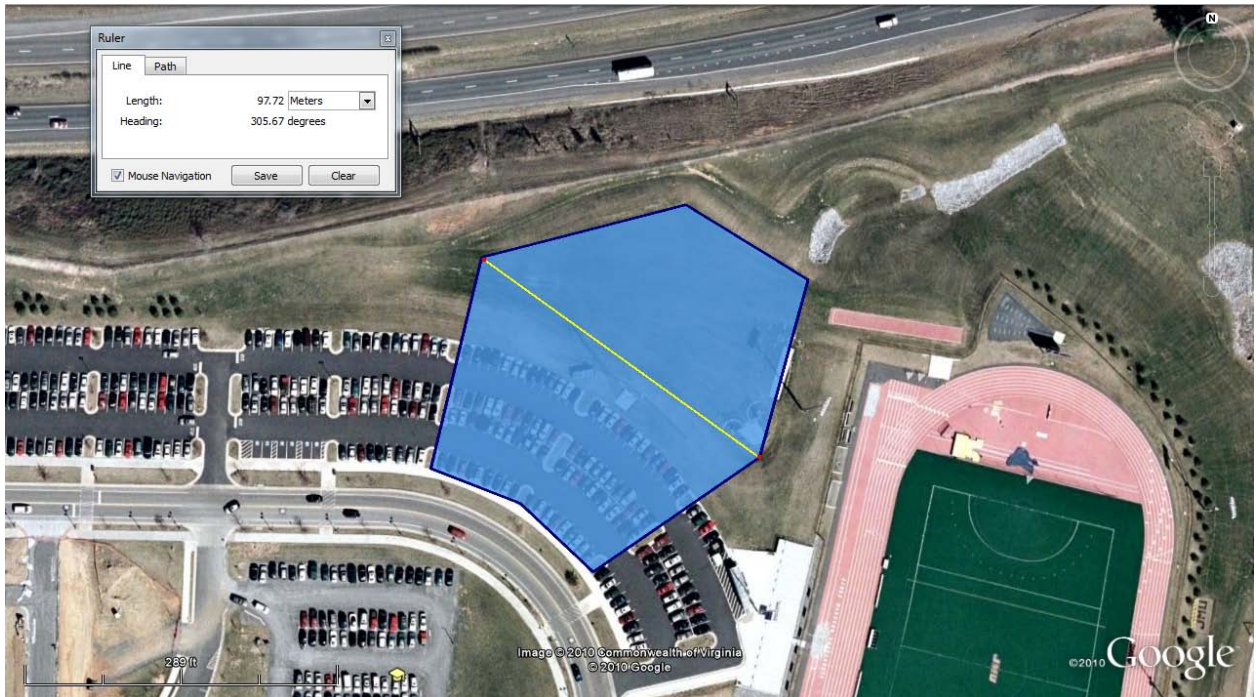 Ruler
Line Path
Length: 97.72 Meters
Heading: 305.67 degrees
Mouse Navigation Save Clear
N
JMU
289 ft
Image © 2010 Commonwealth of Virginia
© 2010 Google
©2010 Google